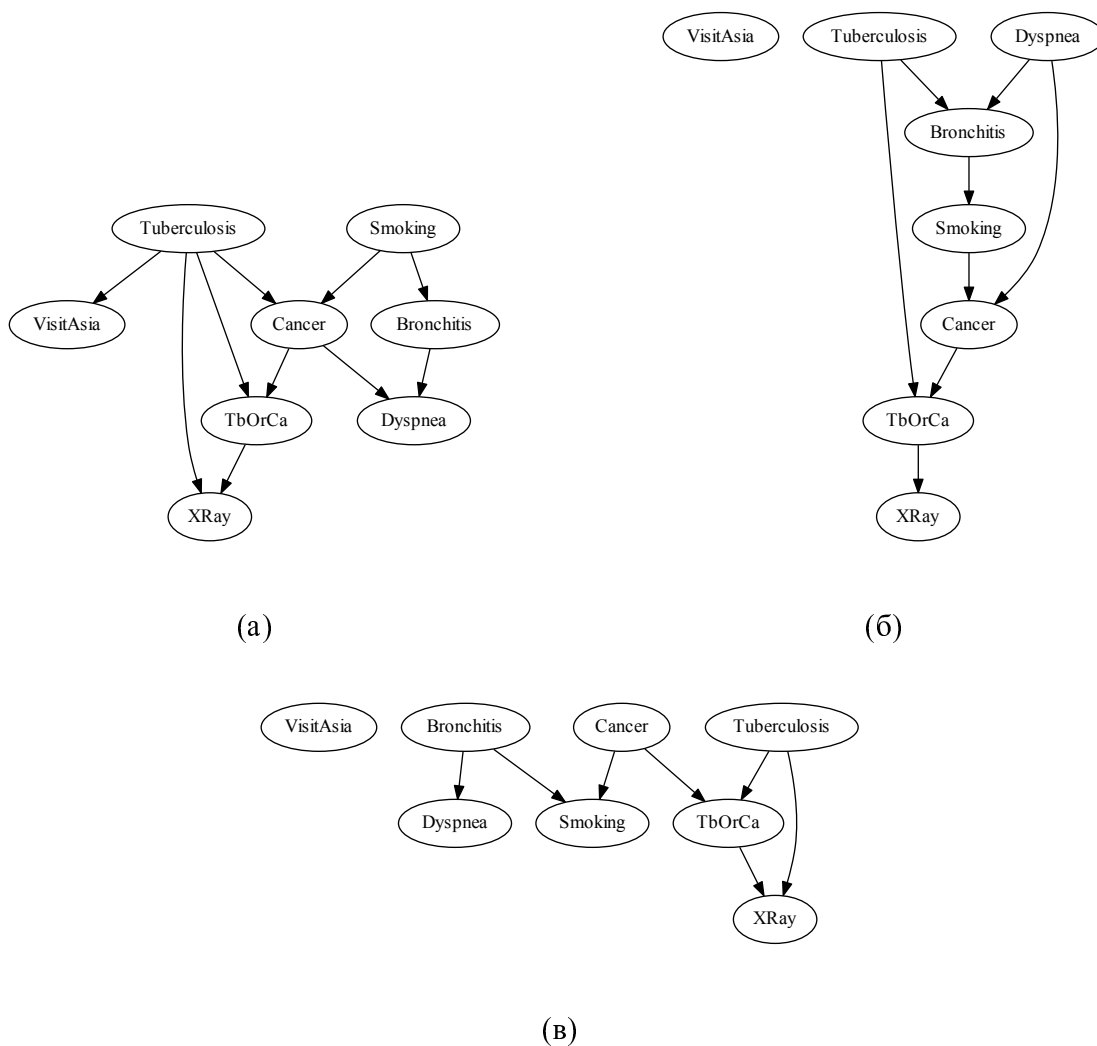 VisitAsia
Tuberculosis
Dyspnea
Bronchitis
Smoking
Cancer
TbOrCa
XRay
Tuberculosis
Smoking
VisitAsia
Cancer
Bronchitis
TbOrCa
Dyspnea
XRay
(а)
(б)
VisitAsia
Bronchitis
Cancer
Tuberculosis
Dyspnea
Smoking
TbOrCa
XRay
(в)